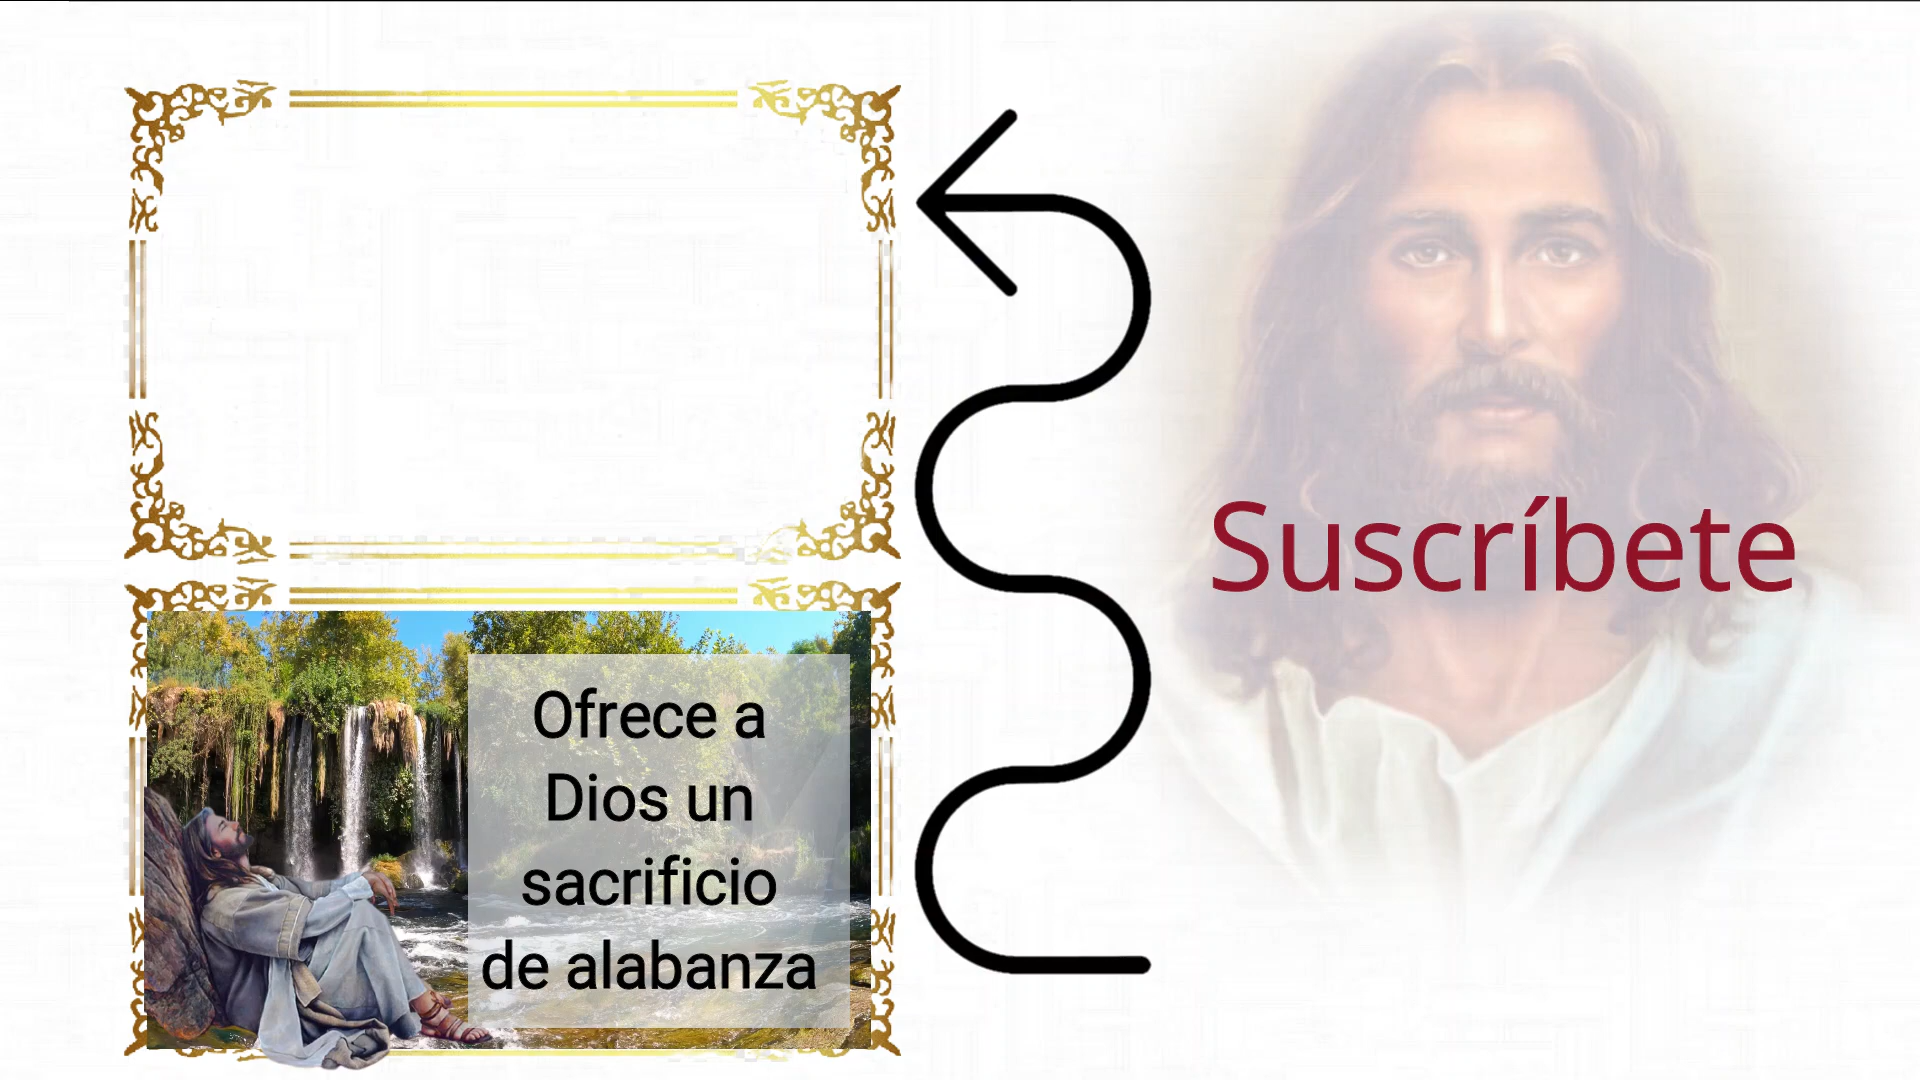 Suscríbete
Ofrece a
Dios un
sacrificio
de alabanza